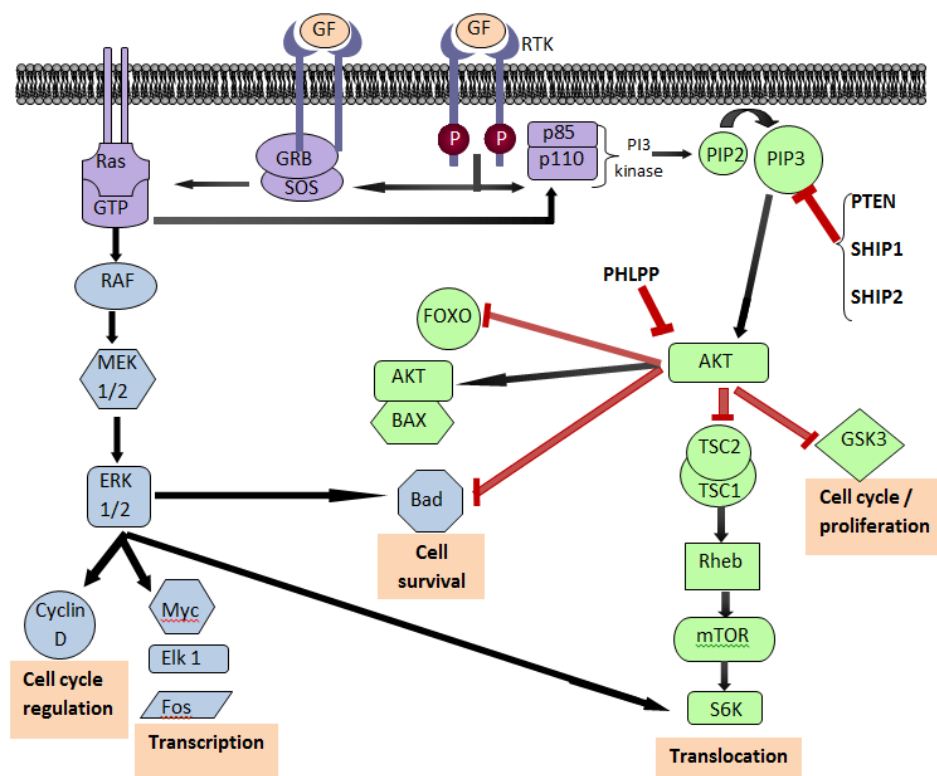 GF
GF
RTK
P
P
Ras
GTP
GRB
SOS
p85
p110
PI3
kinase
PIP2
PIP3
PTEN
SHIP1
SHIP2
PHLPP
RAF
FOXO
AKT
MEK
1/2
AKT
BAX
TSC2
TSC1
GSK3
Cell cycle /
proliferation
ERK
1/2
Bad
Cell
survival
Rheb
Cyclin
D
Myc
mTOR
Elk 1
Cell cycle
regulation
Fos
S6K
Transcription
Translocation